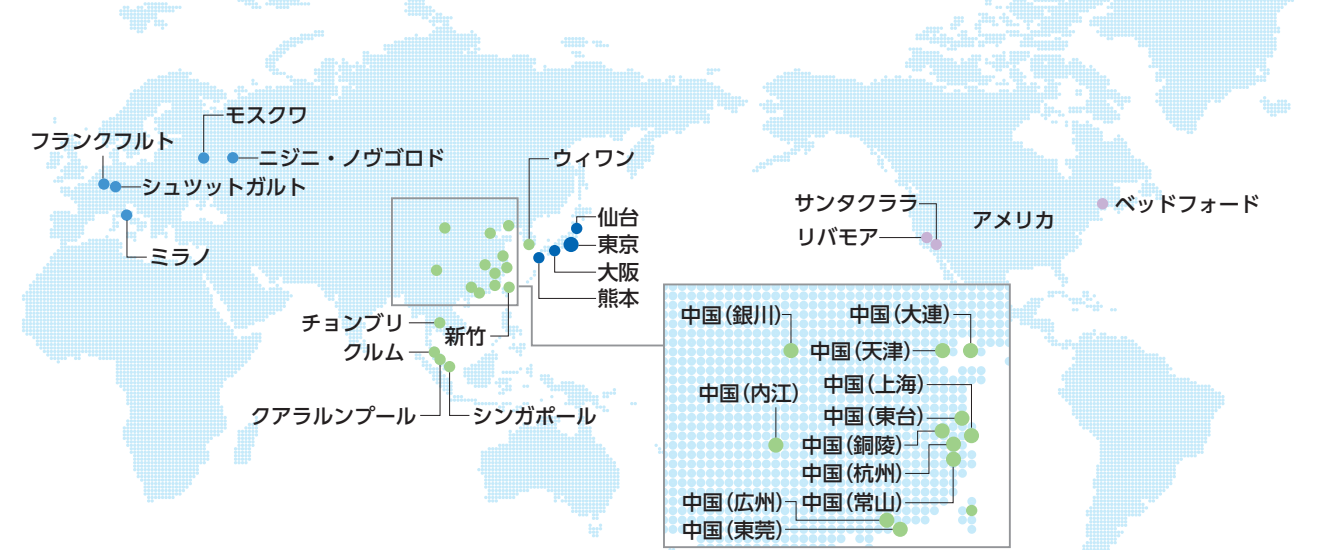 モスクワ
フランクフルト
ニジニ・ノヴゴロド
シュツットガルト
ミラノ
ウィワン
仙台
東京
大阪
熊本
チョンブリ
新竹
クルム
クアラルンプール
シンガポール
サンタクララ
アメリカ
ベッドフォード
リバモア
中国(銀川)
中国(大連)
中国(天津)
中国(上海)
中国(内江)
中国(東台)
中国(銅陵)
中国(杭州)
中国(広州)
中国(常山)
中国(東莞)